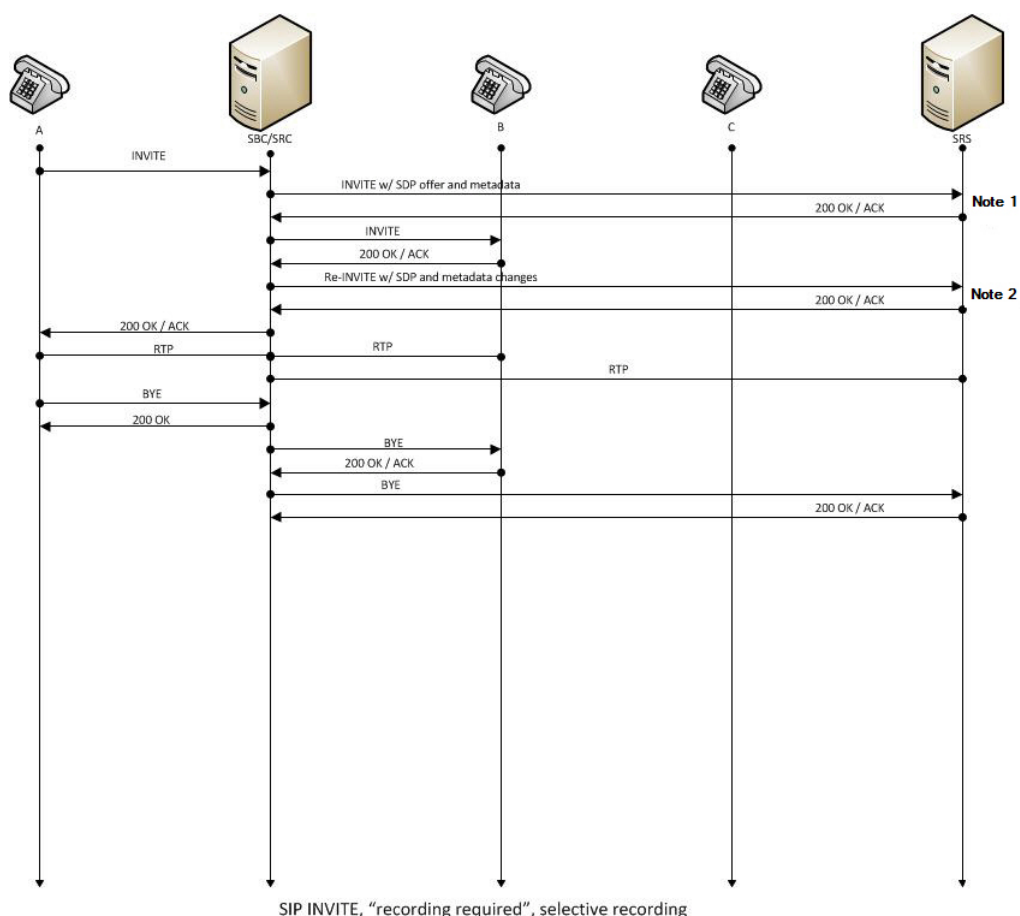 A
SBC/SRC
B
C
SRS
INVITE
INVITE w/ SDP offer and metadata
Note 1
200 OK / ACK
INVITE
200 OK / ACK
Re-INVITE w/ SDP and metadata changes
Note 2
200 OK / ACK
200 OK / ACK
RTP
RTP
RTP
BYE
200 OK
BYE
200 OK / ACK
BYE
200 OK / ACK
SIP INVITE, “recording required”, selective recording